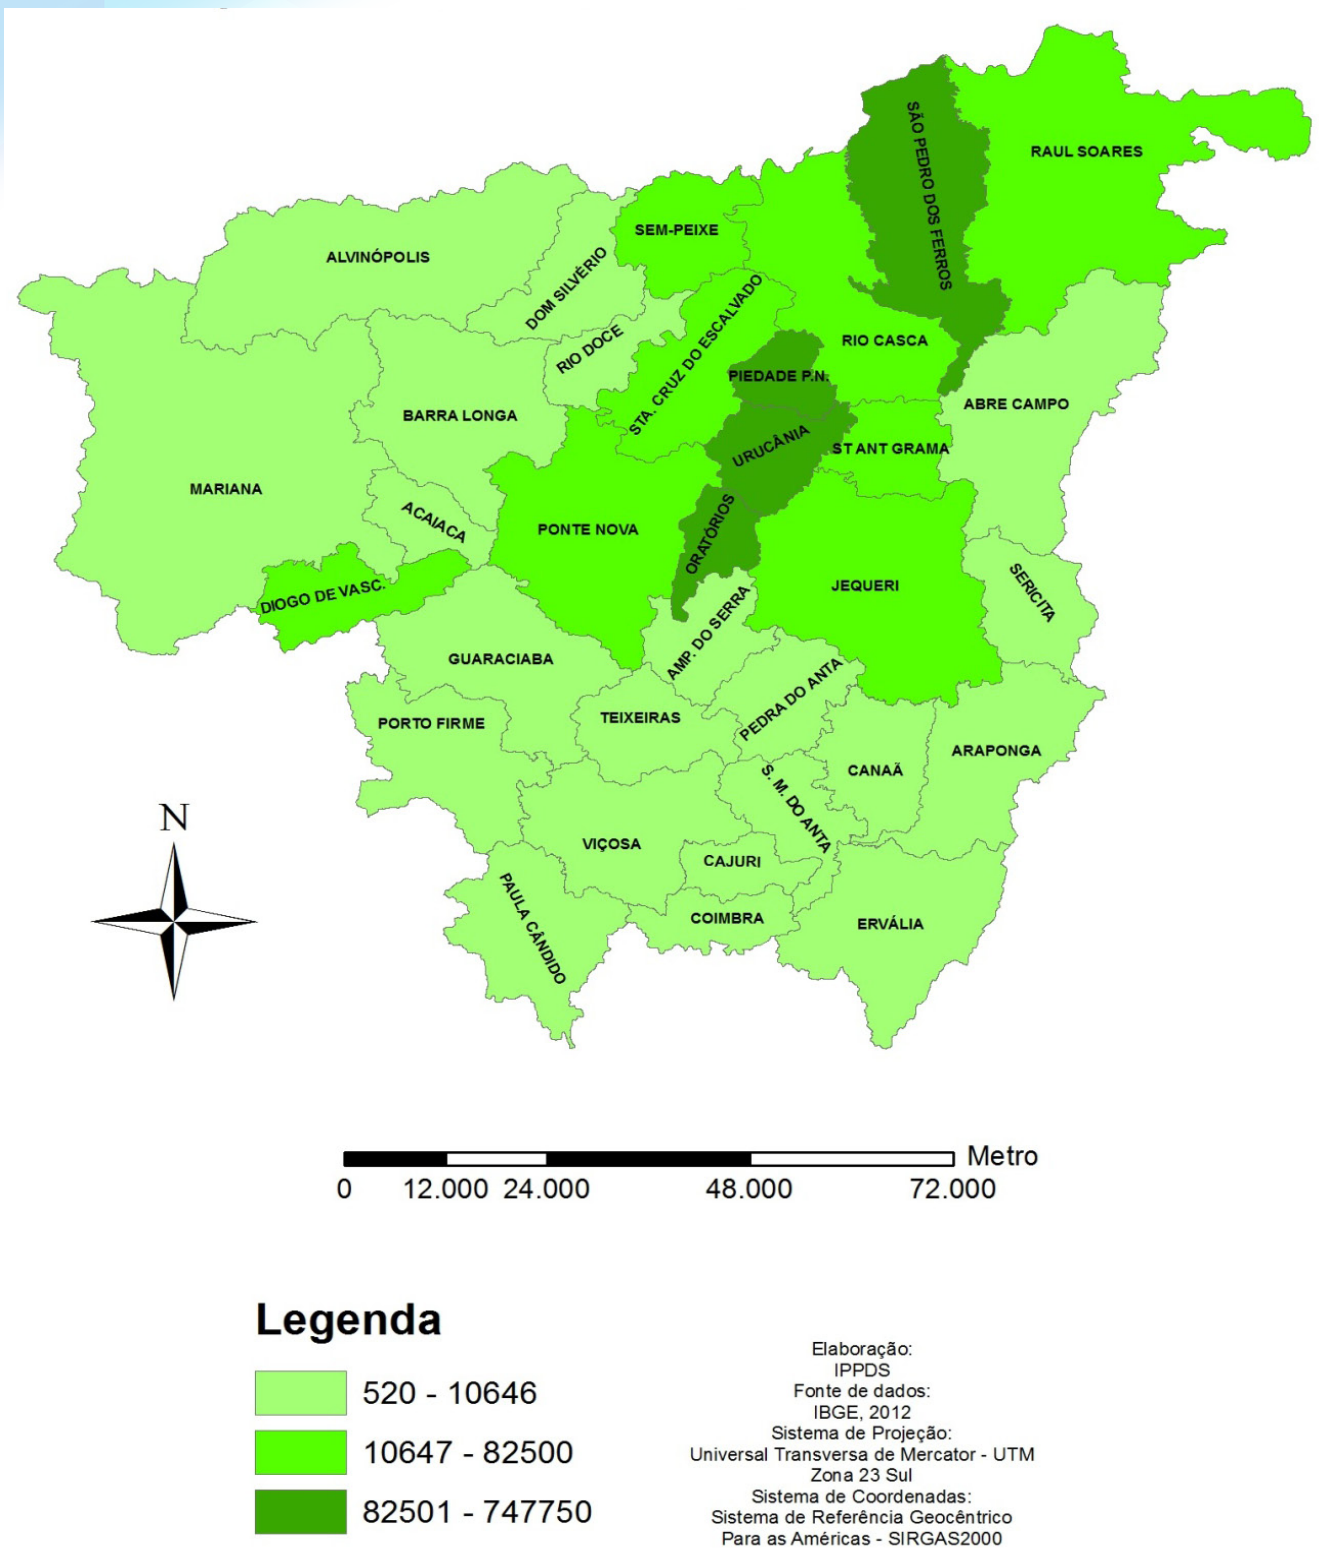 SÃO PEDRO DOS FERROS
RAUL SOARES
SEM-PEIXE
ALVINÓPOLIS
DOM SILVÉRIO
STA. CRUZ DO ESCALVADO
RIO DOCE
RIO CASCA
PIEDADE P.N.
ABRE CAMPO
BARRA LONGA
URUCÂNIA
ST ANT GRAMA
MARIANA
ACAIACA
PONTE NOVA
ORATÓRIOS
JEQUERI
SERICITA
DIOGO DE VASC.
AMP. DO SERRA
GUARACIABA
PEDRA DO ANTA
TEIXEIRAS
PORTO FIRME
ARAPONGA
CANAÃ
S. M. DO ANTA
VIÇOSA
CAJURI
PAULA CÂNDIDO
COIMBRA
ERVÁLIA
N
Metro
0 12.000 24.000 48.000 72.000
Legenda
520 - 10646
10647 - 82500
82501 - 747750
Elaboração:
IPPDS
Fonte de dados:
IBGE, 2012
Sistema de Projeção:
Universal Transversa de Mercator - UTM
Zona 23 Sul
Sistema de Coordenadas:
Sistema de Referência Geocêntrico
Para as Américas - SIRGAS2000